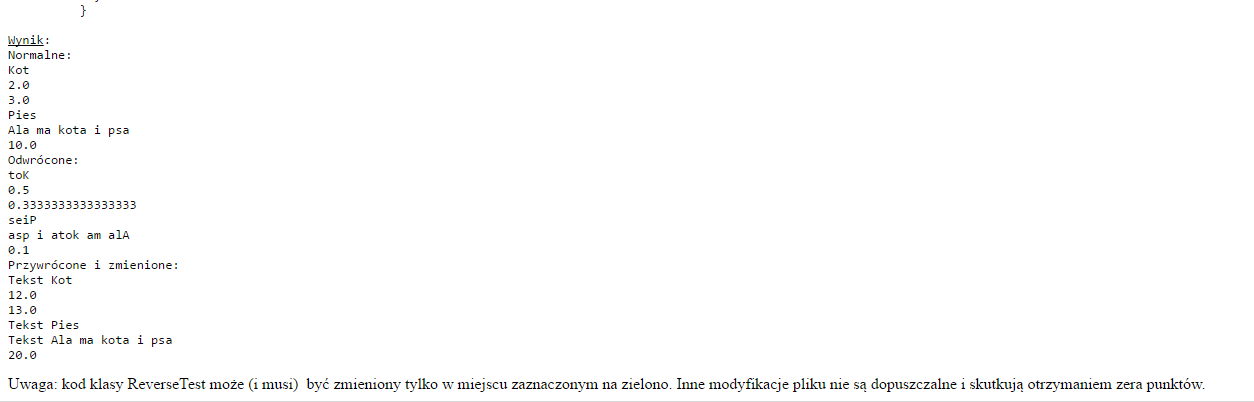 }
Wynik:
Normalne:
Kot
2.0
3.0
Pies
Ala ma kota i psa
10.0
Odwrócone:
toK
0.5
0.3333333333333333
seiP
asp i atok am alA
0.1
Przywrócone i zmienione:
Tekst Kot
12.0
13.0
Tekst Pies
Tekst Ala ma kota i psa
20.0
Uwaga: kod klasy ReverseTest może (i musi)  być zmieniony tylko w miejscu zaznaczonym na zielono. Inne modyfikacje pliku nie są dopuszczalne i skutkują otrzymaniem zera punktów.